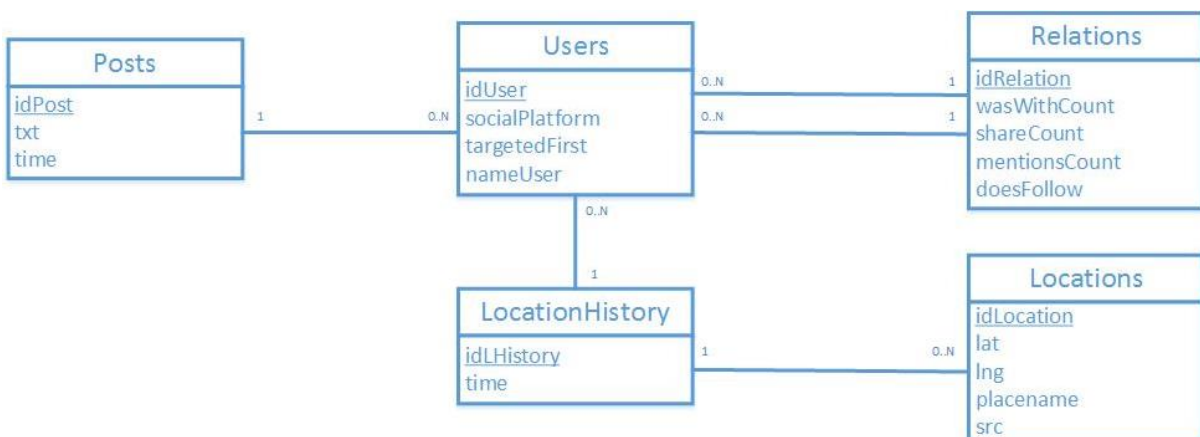 Posts
idPost
txt
time
1
0..N
Users
idUser
socialPlatform
targetedFirst
nameUser
0..N
1
0..N
1
Relations
idRelation
wasWithCount
shareCount
mentionsCount
doesFollow
0..N
1
LocationHistory
idLHistory
time
1
0..N
Locations
idLocation
lat
lng
placename
src